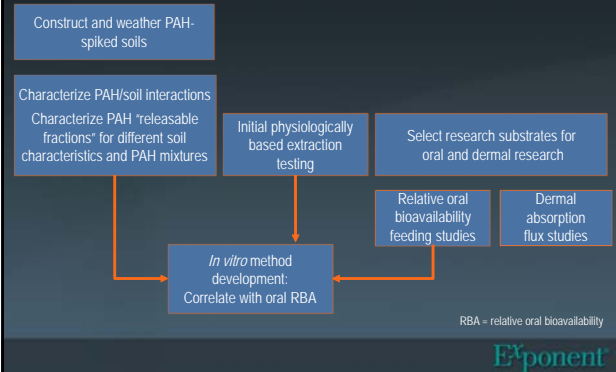 Construct and weather PAH-
spiked soils
Characterize PAH/soil interactions
Characterize PAH "releasable
fractions" for different soil
characteristics and PAH mixtures
Initial physiologically
based extraction
testing
Select research substrates for
oral and dermal research
Relative oral
bioavailability
feeding studies
Dermal
absorption
flux studies
In vitro method
development:
Correlate with oral RBA
RBA = relative oral bioavailability
Exponent®